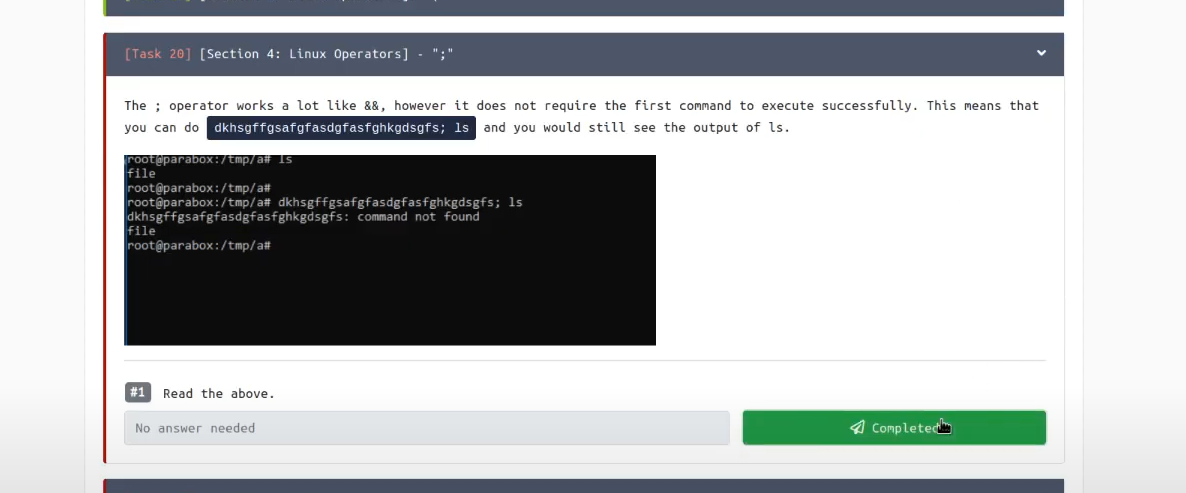 [Task 20] [Section 4: Linux Operators] - ";"
The ; operator works a lot like &&, however it does not require the first command to execute successfully. This means that
you can do dkhsgffgsafgfasdgfasfghkgdsgfs; ls and you would still see the output of ls.
root@parabox:/tmp/a# ls
file
root@parabox:/tmp/a#
root@parabox:/tmp/a# dkhsgffgsafgfasdgfasfghkgdsgfs; ls
dkhsgffgsafgfasdgfasfghkgdsgfs: command not found
file
root@parabox:/tmp/a#
#1 Read the above.
No answer needed
Completed